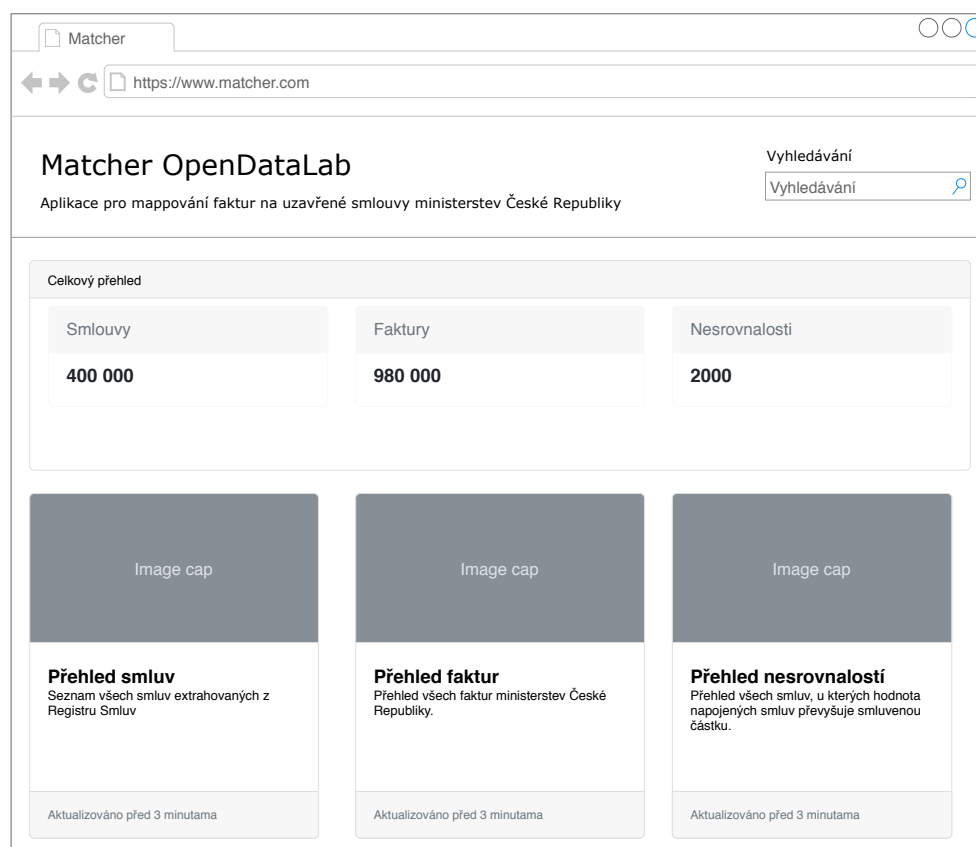 Matcher
https://www.matcher.com
Matcher OpenDataLab
Aplikace pro mappování faktur na uzavřené smlouvy ministerstev České Republiky
Vyhledávání
Vyhledávání
Celkový přehled
Smlouvy
400 000
Faktury
980 000
Nesrovnalosti
2000
Image cap
Přehled smluv
Seznam všech smluv extrahovaných z
Registru Smluv
Aktualizováno před 3 minutama
Image cap
Přehled faktur
Přehled všech faktur ministerstev České
Republiky.
Aktualizováno před 3 minutama
Image cap
Přehled nesrovnalostí
Přehled všech smluv, u kterých hodnota
napojených smluv převyšuje smluvenou
částku.
Aktualizováno před 3 minutama